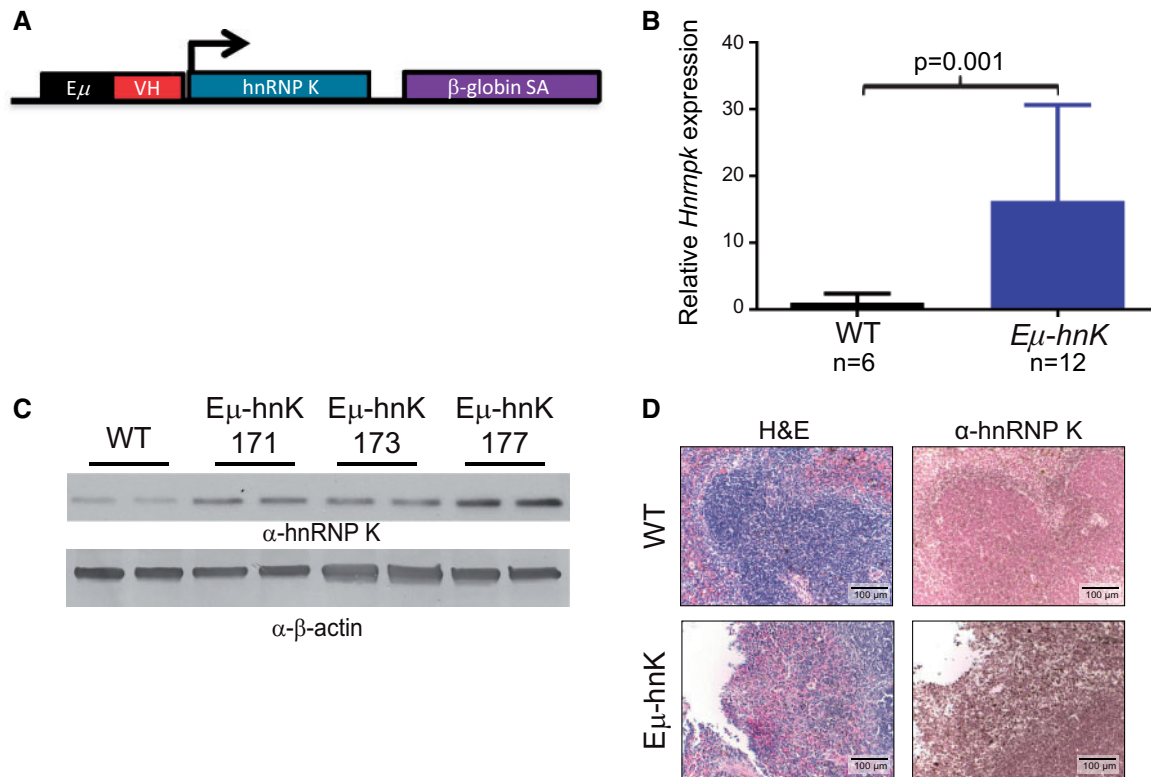 A
Eμ VH hnRNP K β-globin SA
B
Relative Hnrnpk expression
40
30
20
10
0
p=0.001
WT
n=6
Eμ-hnK
n=12
C
WT
Eμ-hnK
171
Eμ-hnK
173
Eμ-hnK
177
α-hnRNP K
α-β-actin
D
H&E
α-hnRNP K
WT
100 μm
100 μm
Eμ-hnK
100 μm
100 μm